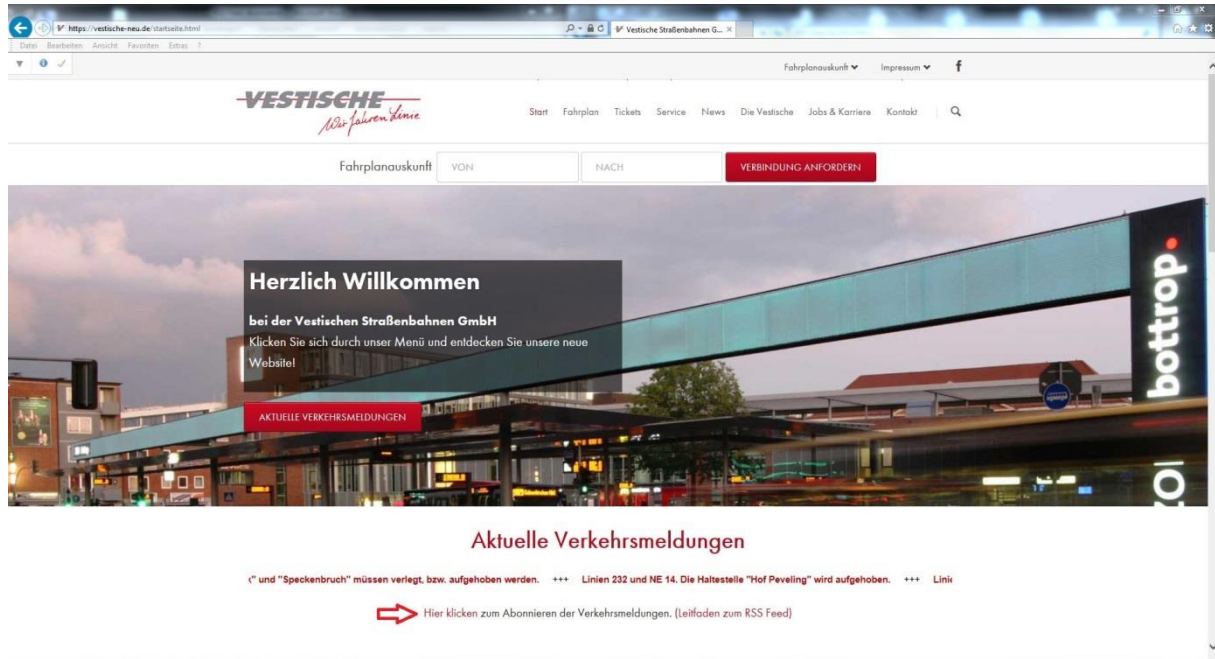 https://vestische-neu.de/startseite.html
Vestische Straßenbahnen G...
Datei Bearbeiten Ansicht Favoriten Extras ?
Fahrplanauskunft Impressum f
VESTISCHE
Wir fahren Linie
Start Fahrplan Tickets Service News Die Vestische Jobs & Karriere Kontakt
Fahrplanauskunft VON NACH VERBINDUNG ANFORDERN
Herzlich Willkommen
bei der Vestischen Straßenbahnen GmbH
Klicken Sie sich durch unser Menü und entdecken Sie unsere neue
Website!
AKTUELLE VERKEHRSMELDUNGEN
bottrop.
ZOI
Aktuelle Verkehrsmeldungen
" und "Speckenbruch" müssen verlegt, bzw. aufgehoben werden. +++ Linien 232 und NE 14. Die Haltestelle "Hof Peveling" wird aufgehoben. +++ Linie
Hier klicken zum Abonnieren der Verkehrsmeldungen. (Leitfaden zum RSS Feed)